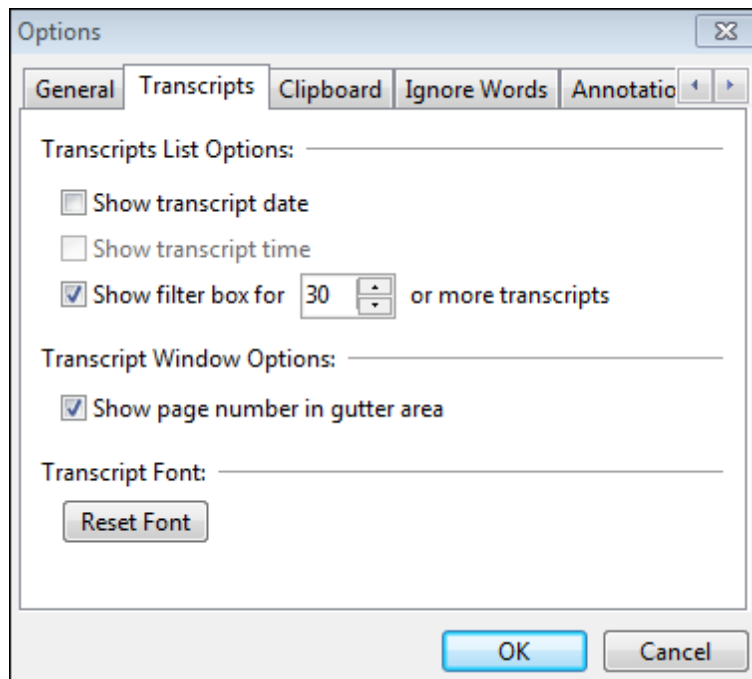 Options
General Transcripts Clipboard Ignore Words Annotatio
Transcripts List Options:
Show transcript date
Show transcript time
Show filter box for 30 or more transcripts
Transcript Window Options:
Show page number in gutter area
Transcript Font:
Reset Font
OK Cancel